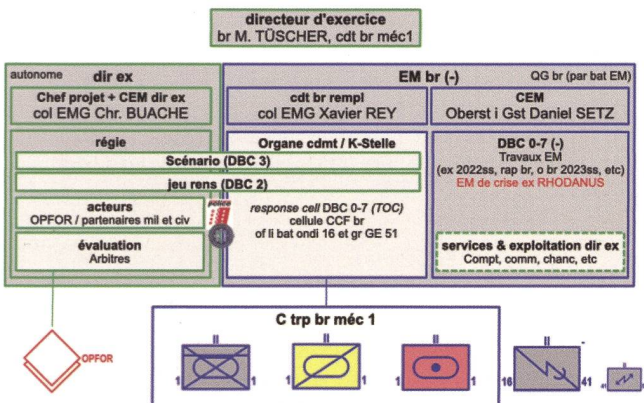 directeur d'exercice
br M. TÜSCHER, cdt br méc1
autonome
dir ex
EM br (-)
QG br (par bat EM)
Chef projet + CEM dir ex
col EMG Chr. BUACHE
cdt br rempl
col EMG Xavier REY
CEM
Oberst i Gst Daniel SETZ
régie
Organe cdmt / K-Stelle
DBC 0-7 (-)
Travaux EM
(ex 2022ss, rap br, o br 2023ss, etc)
EM de crise ex RHODANUS
Scénario (DBC 3)
jeu rens (DBC 2)
acteurs
OPFOR / partenaires mil et civ
police
response cell DBC 0-7 (TOC)
cellule CCF br
of li bat ondi 16 et gr GE 51
évaluation
Arbitres
services & exploitation dir ex
Compt, comm, chanc, etc
C trp br méc 1
OPFOR
II
1 1
II
1 1
II
1 1
II
-
16 41
II